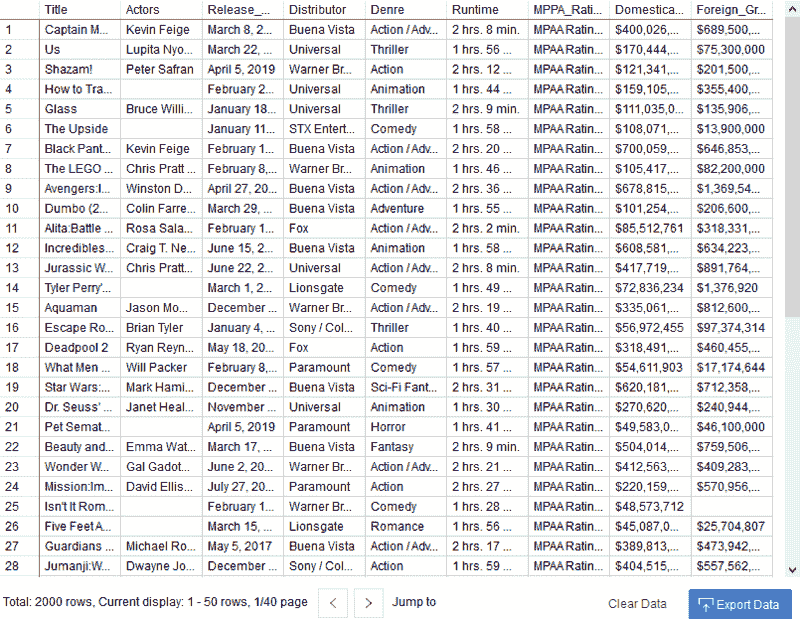 Title Actors Release_... Distributor Denre Runtime MPPA_Rati... Domestica... Foreign_Gr...
1 Captain M... Kevin Feige March 8, 2... Buena Vista Action / Adv... 2 hrs. 8 min. MPAA Ratin... $400,026,... $689,500,...
2 Us Lupita Nyo... March 22, ... Universal Thriller 1 hrs. 56 ... MPAA Ratin... $170,444,... $75,300,000
3 Shazam! Peter Safran April 5, 2019 Warner Br... Action 2 hrs. 12 ... MPAA Ratin... $121,341,... $201,500,...
4 How to Tra... February 2... Universal Animation 1 hrs. 44 ... MPAA Ratin... $159,105,... $355,400,...
5 Glass Bruce Willi... January 18... Universal Thriller 2 hrs. 9 min. MPAA Ratin... $111,035,0... $135,906,...
6 The Upside January 11... STX Entert... Comedy 1 hrs. 58 ... MPAA Ratin... $108,071,... $13,900,000
7 Black Pant... Kevin Feige February 1... Buena Vista Action / Adv... 2 hrs. 20 ... MPAA Ratin... $700,059,... $646,853,...
8 The LEGO ... Chris Pratt ... February 8,... Warner Br... Animation 1 hrs. 46 ... MPAA Ratin... $105,417,... $82,200,000
9 Avengers:I... Winston D... April 27, 20... Buena Vista Action / Adv... 2 hrs. 36 ... MPAA Ratin... $678,815,... $1,369,54...
10 Dumbo (2... Colin Farre... March 29, ... Buena Vista Adventure 1 hrs. 55 ... MPAA Ratin... $101,254,... $206,600,...
11 Alita:Battle ... Rosa Sala... February 1... Fox Action / Adv... 2 hrs. 2 min. MPAA Ratin... $85,512,761 $318,331,...
12 Incredibles... Craig T. Ne... June 15, 2... Buena Vista Animation 1 hrs. 58 ... MPAA Ratin... $608,581,... $634,223,...
13 Jurassic W... Chris Pratt... June 22, 2... Universal Action / Adv... 2 hrs. 8 min. MPAA Ratin... $417,719,... $891,764,...
14 Tyler Perry'... March 1, 2... Lionsgate Comedy 1 hrs. 49 ... MPAA Ratin... $72,836,234 $1,376,920
15 Aquaman Jason Mo... December ... Warner Br... Action / Adv... 2 hrs. 19 ... MPAA Ratin... $335,061,... $812,600,...
16 Escape Ro... Brian Tyler January 4, ... Sony / Col... Thriller 1 hrs. 40 ... MPAA Ratin... $56,972,455 $97,374,314
17 Deadpool 2 Ryan Reyn... May 18, 20... Fox Action 1 hrs. 59 ... MPAA Ratin... $318,491,... $460,455,...
18 What Men ... Will Packer February 8,... Paramount Comedy 1 hrs. 57 ... MPAA Ratin... $54,611,903 $17,174,644
19 Star Wars:... Mark Hami... December ... Buena Vista Sci-Fi Fant... 2 hrs. 31 ... MPAA Ratin... $620,181,... $712,358,...
20 Dr. Seuss' ... Janet Heal... November ... Universal Animation 1 hrs. 30 ... MPAA Ratin... $270,620,... $240,944,...
21 Pet Semat... April 5, 2019 Paramount Horror 1 hrs. 41 ... MPAA Ratin... $49,583,0... $46,100,000
22 Beauty and... Emma Wat... March 17, ... Buena Vista Fantasy 2 hrs. 9 min. MPAA Ratin... $504,014,... $759,506,...
23 Wonder W... Gal Gadot... June 2, 20... Warner Br... Action / Adv... 2 hrs. 21 ... MPAA Ratin... $412,563,... $409,283,...
24 Mission:Im... David Ellis... July 27, 20... Paramount Action 2 hrs. 27 ... MPAA Ratin... $220,159,... $570,956,...
25 Isn't It Rom... February 1... Warner Br... Comedy 1 hrs. 28 ... MPAA Ratin... $48,573,712
26 Five Feet A... March 15, ... Lionsgate Romance 1 hrs. 56 ... MPAA Ratin... $45,087,0... $25,704,807
27 Guardians ... Michael Ro... May 5, 2017 Buena Vista Action / Adv... 2 hrs. 17 ... MPAA Ratin... $389,813,... $473,942,...
28 Jumanji:W... Dwayne Jo... December ... Sony / Col... Action 1 hrs. 59 ... MPAA Ratin... $404,515,... $557,562,...
Total: 2000 rows, Current display: 1 - 50 rows, 1/40 page < > Jump to Clear Data Export Data